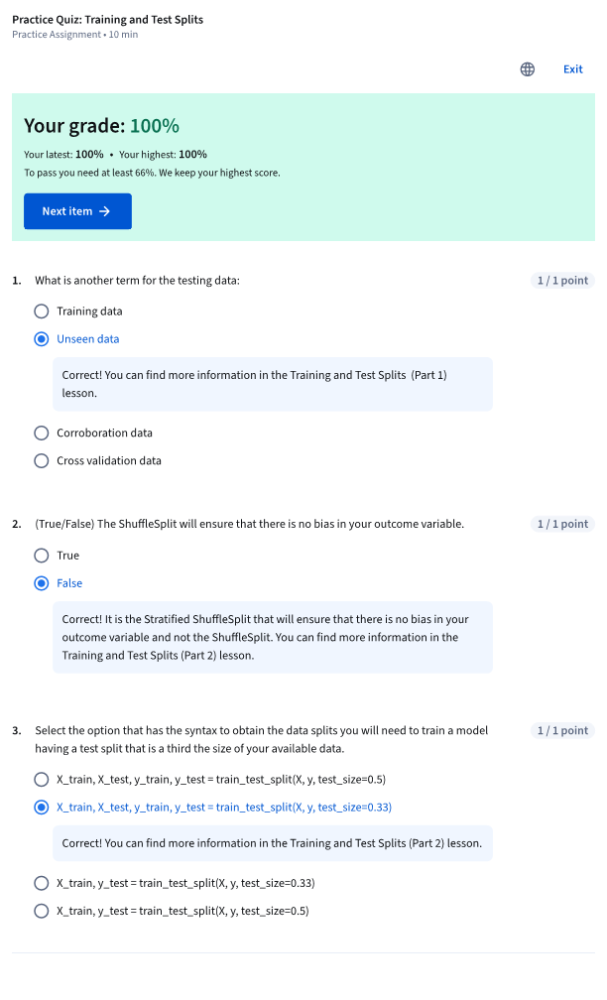 Practice Quiz: Training and Test Splits
Practice Assignment • 10 min
Exit
Your grade: 100%
Your latest: 100% • Your highest: 100%
To pass you need at least 66%. We keep your highest score.
Next item →
1. What is another term for the testing data:
1 / 1 point
Training data
Unseen data
Correct! You can find more information in the Training and Test Splits (Part 1)
lesson.
Corroboration data
Cross validation data
2. (True/False) The ShuffleSplit will ensure that there is no bias in your outcome variable.
1 / 1 point
True
False
Correct! It is the Stratified ShuffleSplit that will ensure that there is no bias in your
outcome variable and not the ShuffleSplit. You can find more information in the
Training and Test Splits (Part 2) lesson.
3. Select the option that has the syntax to obtain the data splits you will need to train a model
having a test split that is a third the size of your available data.
1 / 1 point
X_train, X_test, y_train, y_test = train_test_split(X, y, test_size=0.5)
X_train, X_test, y_train, y_test = train_test_split(X, y, test_size=0.33)
Correct! You can find more information in the Training and Test Splits (Part 2) lesson.
X_train, y_test = train_test_split(X, y, test_size=0.33)
X_train, y_test = train_test_split(X, y, test_size=0.5)